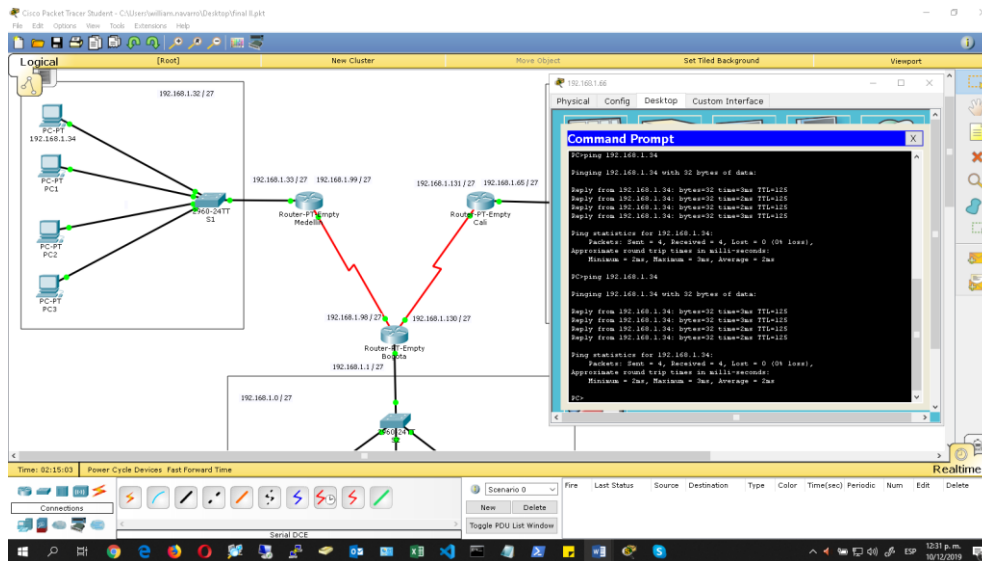 Cisco Packet Tracer Student - C:\Users\william.navarro\Desktop\final II.pkt
File Edit Options View Tools Extensions Help
Logical [Root] New Cluster Move Object Set Tiled Background Viewport
192.168.1.32 / 27
PC-PT
192.168.1.34
PC-PT
PC1
PC-PT
PC2
PC-PT
PC3
2960-24TT
S1
192.168.1.33 / 27 192.168.1.99 / 27
Router-PT-Empty
Medellin
192.168.1.131 / 27 192.168.1.65 / 27
Router-PT-Empty
Cali
192.168.1.98 / 27 192.168.1.130 / 27
Router-PT-Empty
Bogota
192.168.1.1 / 27
192.168.1.0 / 27
2960-24TT
192.168.1.66
Physical Config Desktop Custom Interface
Command Prompt X
PC>ping 192.168.1.34
Pinging 192.168.1.34 with 32 bytes of data:
Reply from 192.168.1.34: bytes=32 time=3ms TTL=125
Reply from 192.168.1.34: bytes=32 time=2ms TTL=125
Reply from 192.168.1.34: bytes=32 time=2ms TTL=125
Reply from 192.168.1.34: bytes=32 time=2ms TTL=125
Ping statistics for 192.168.1.34:
Packets: Sent = 4, Received = 4, Lost = 0 (0% loss),
Approximate round trip times in milli-seconds:
Minimum = 2ms, Maximum = 3ms, Average = 2ms
PC>ping 192.168.1.34
Pinging 192.168.1.34 with 32 bytes of data:
Reply from 192.168.1.34: bytes=32 time=2ms TTL=125
Reply from 192.168.1.34: bytes=32 time=3ms TTL=125
Reply from 192.168.1.34: bytes=32 time=2ms TTL=125
Reply from 192.168.1.34: bytes=32 time=2ms TTL=125
Ping statistics for 192.168.1.34:
Packets: Sent = 4, Received = 4, Lost = 0 (0% loss),
Approximate round trip times in milli-seconds:
Minimum = 2ms, Maximum = 3ms, Average = 2ms
PC>
Time: 02:15:03 Power Cycle Devices Fast Forward Time Realtime
Connections
Serial DCE
Scenario 0
New Delete
Toggle PDU List Window
Fire Last Status Source Destination Type Color Time(sec) Periodic Num Edit Delete
ESP
12:31 p. m.
10/12/2019